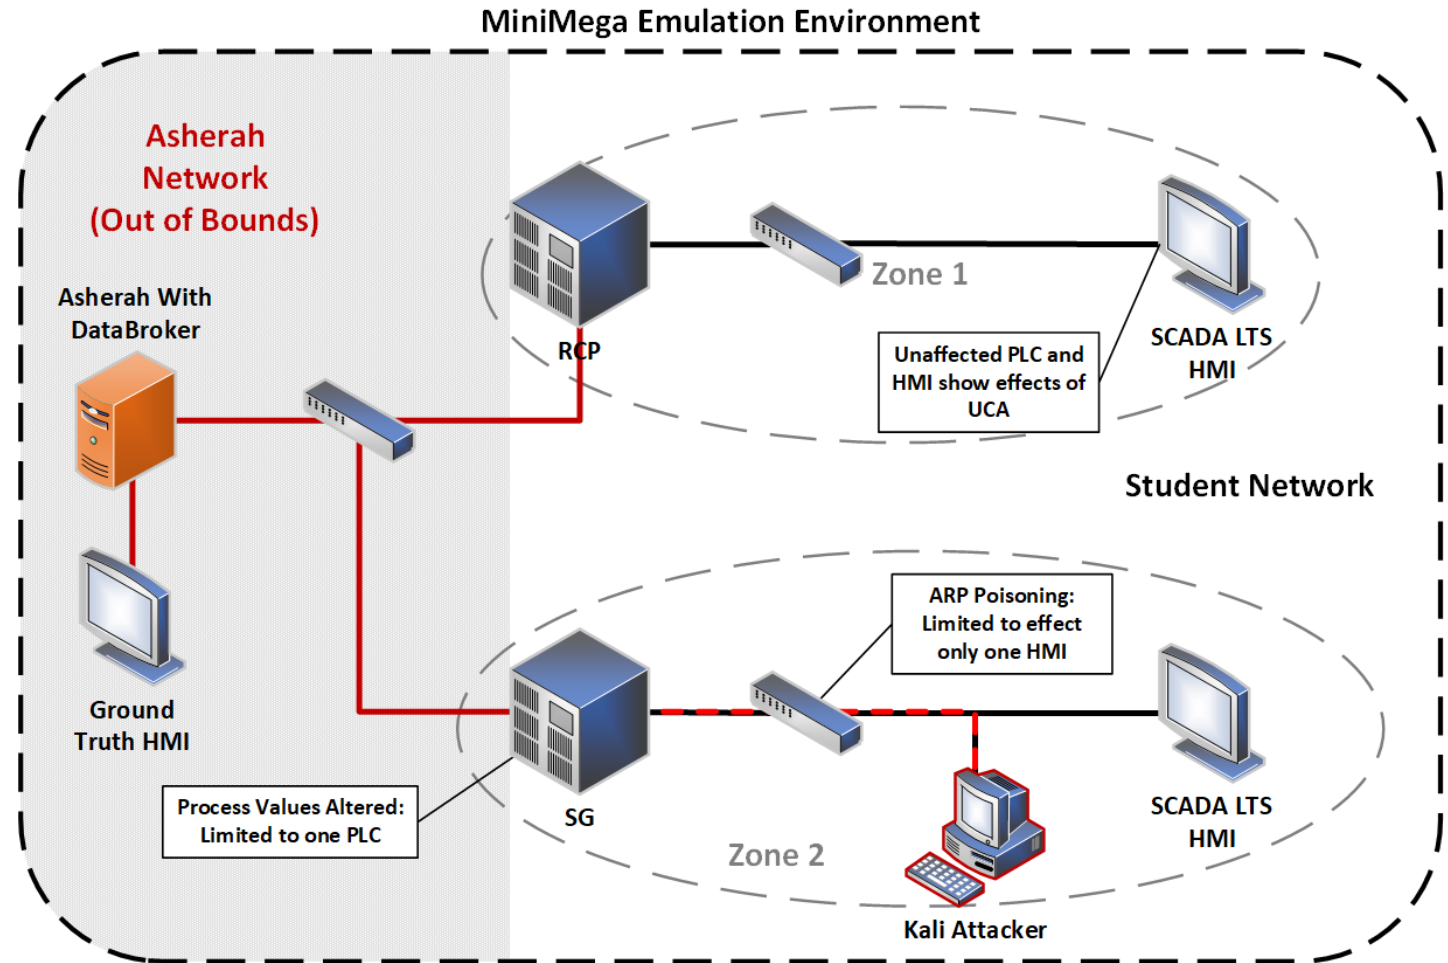 MiniMega Emulation Environment
Asherah
Network
(Out of Bounds)
Asherah With
DataBroker
RCP
Zone 1
SCADA LTS
HMI
Unaffected PLC and
HMI show effects of
UCA
Student Network
Ground
Truth HMI
ARP Poisoning:
Limited to effect
only one HMI
Process Values Altered:
Limited to one PLC
SG
Zone 2
SCADA LTS
HMI
Kali Attacker